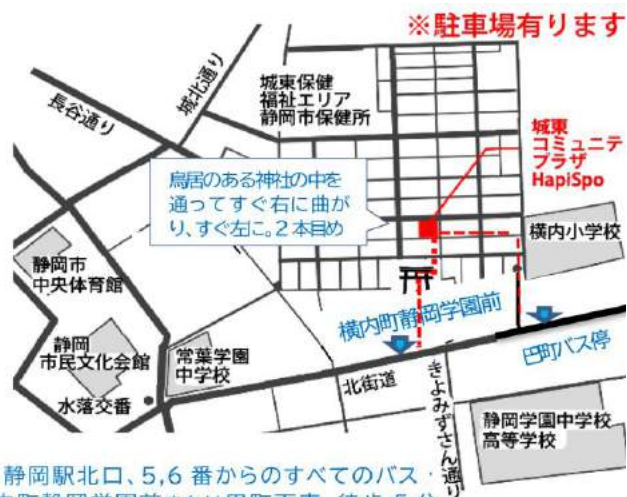 ※駐車場有ります
城東保健
福祉エリア
静岡市保健所
城北通り
長谷通り
城東
コミュニテ
プラザ
HapiSpo
鳥居のある神社の中を
通ってすぐ右に曲が
り、すぐ左に。2本目め
横内小学校
静岡市
中央体育館
横内町静岡学園前
巴町バス停
静岡
市民文化会館
常葉学園
中学校
北街道
きよみずさん通り
水落交番
静岡学園中学校
高等学校
静岡駅北口、5,6 番からのすべてのバス・